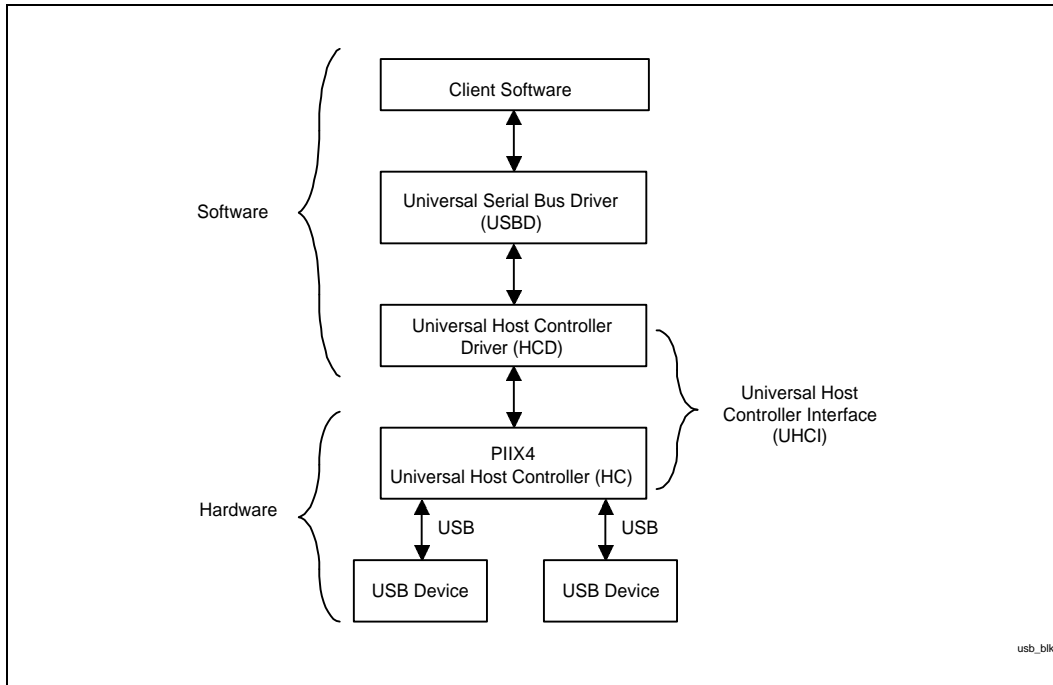 Client Software
Universal Serial Bus Driver
(USBD)
Software
Universal Host Controller
Driver (HCD)
Universal Host
Controller Interface
(UHCI)
PIIX4
Universal Host Controller (HC)
Hardware
USB
USB
USB Device
USB Device
usb_blk